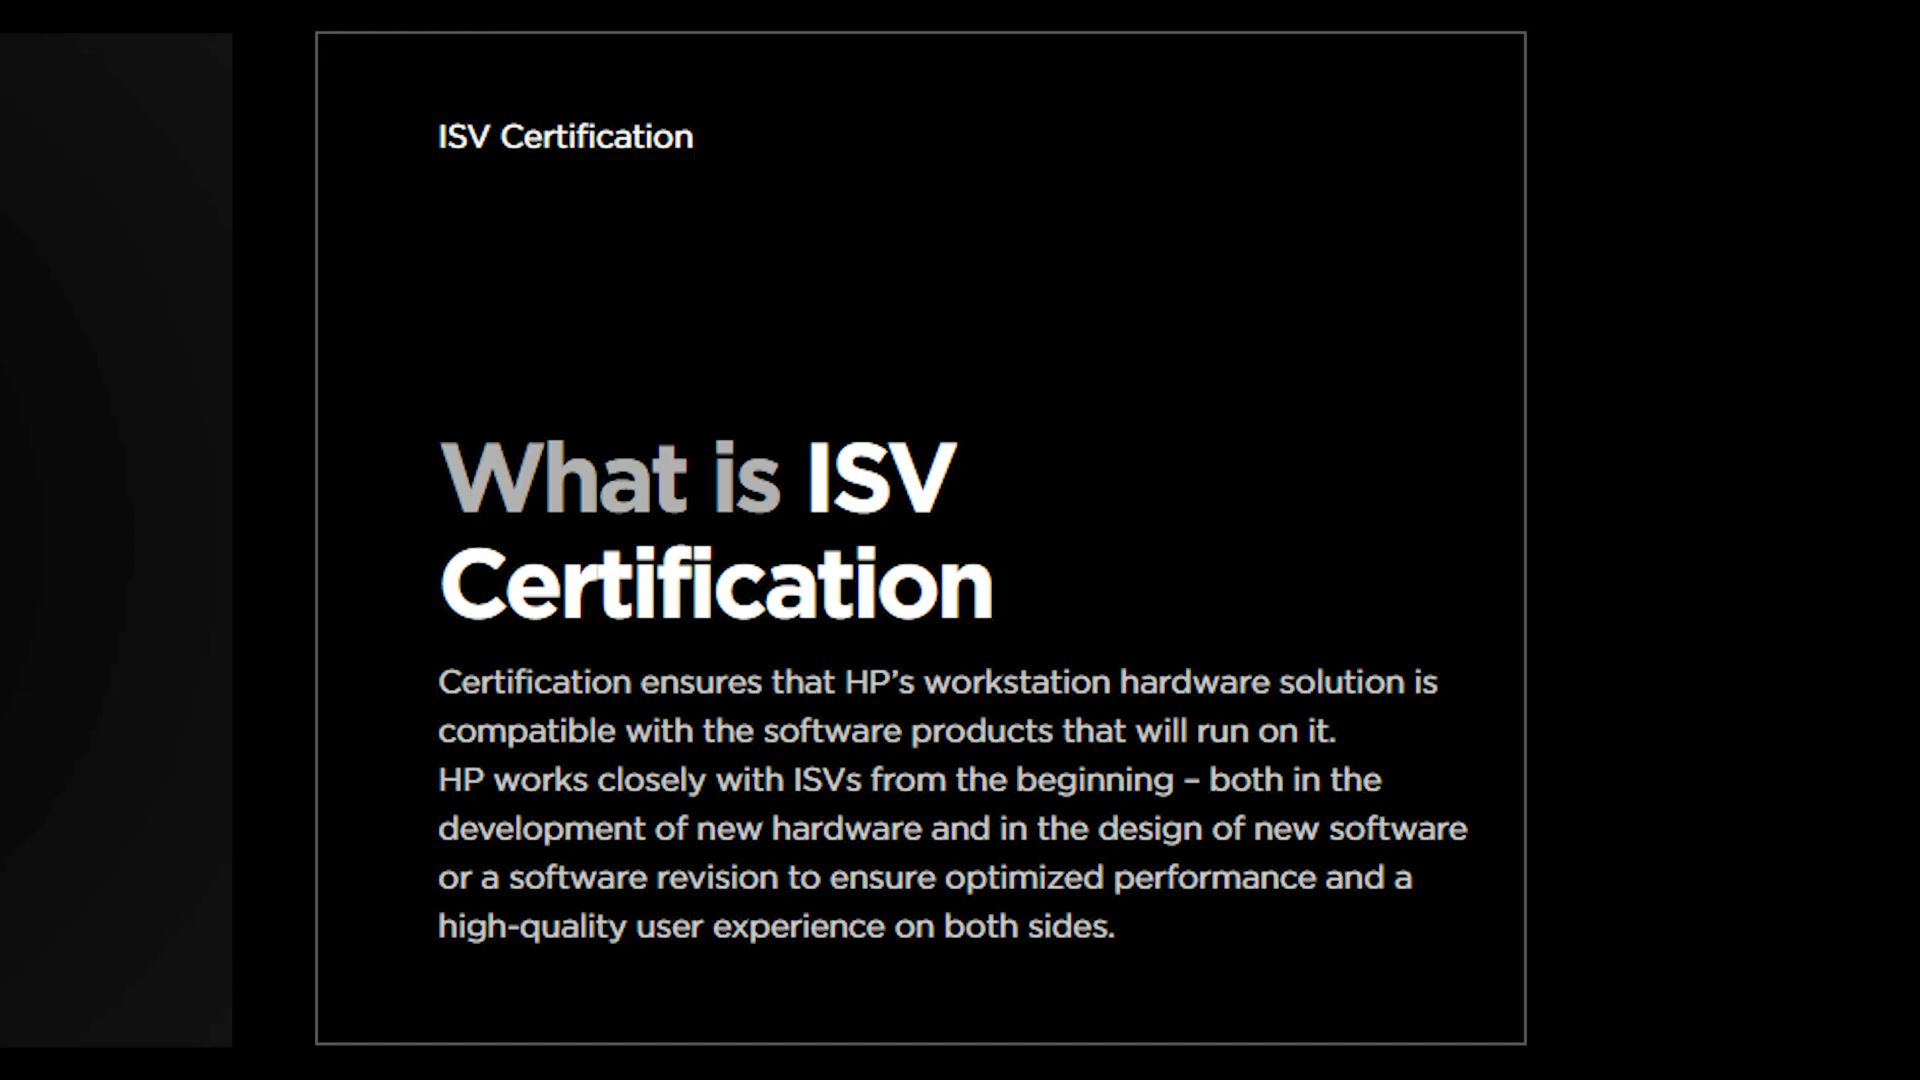 ISV Certification
What is ISV
Certification
Certification ensures that HP’s workstation hardware solution is
compatible with the software products that will run on it.
HP works closely with ISVs from the beginning – both in the
development of new hardware and in the design of new software
or a software revision to ensure optimized performance and a
high-quality user experience on both sides.